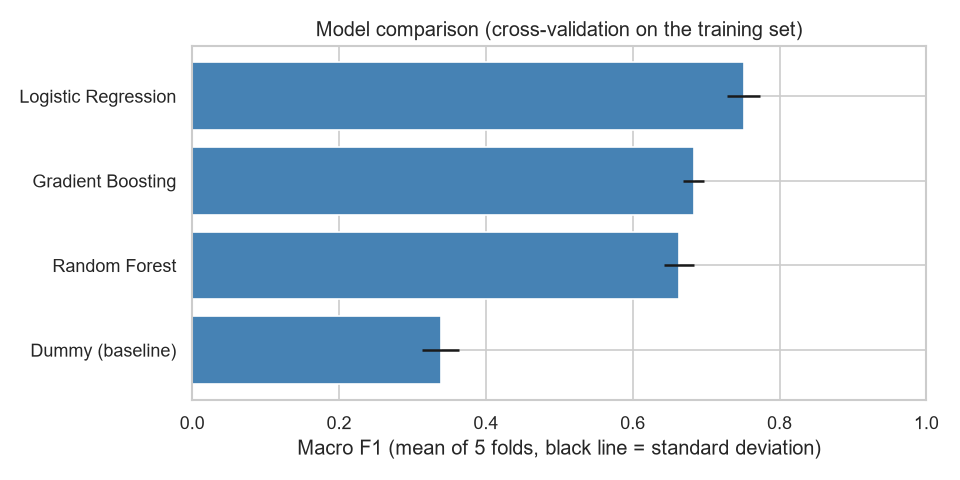 Model comparison (cross-validation on the training set)
Logistic Regression
Gradient Boosting
Random Forest
Dummy (baseline)
0.0 0.2 0.4 0.6 0.8 1.0
Macro F1 (mean of 5 folds, black line = standard deviation)